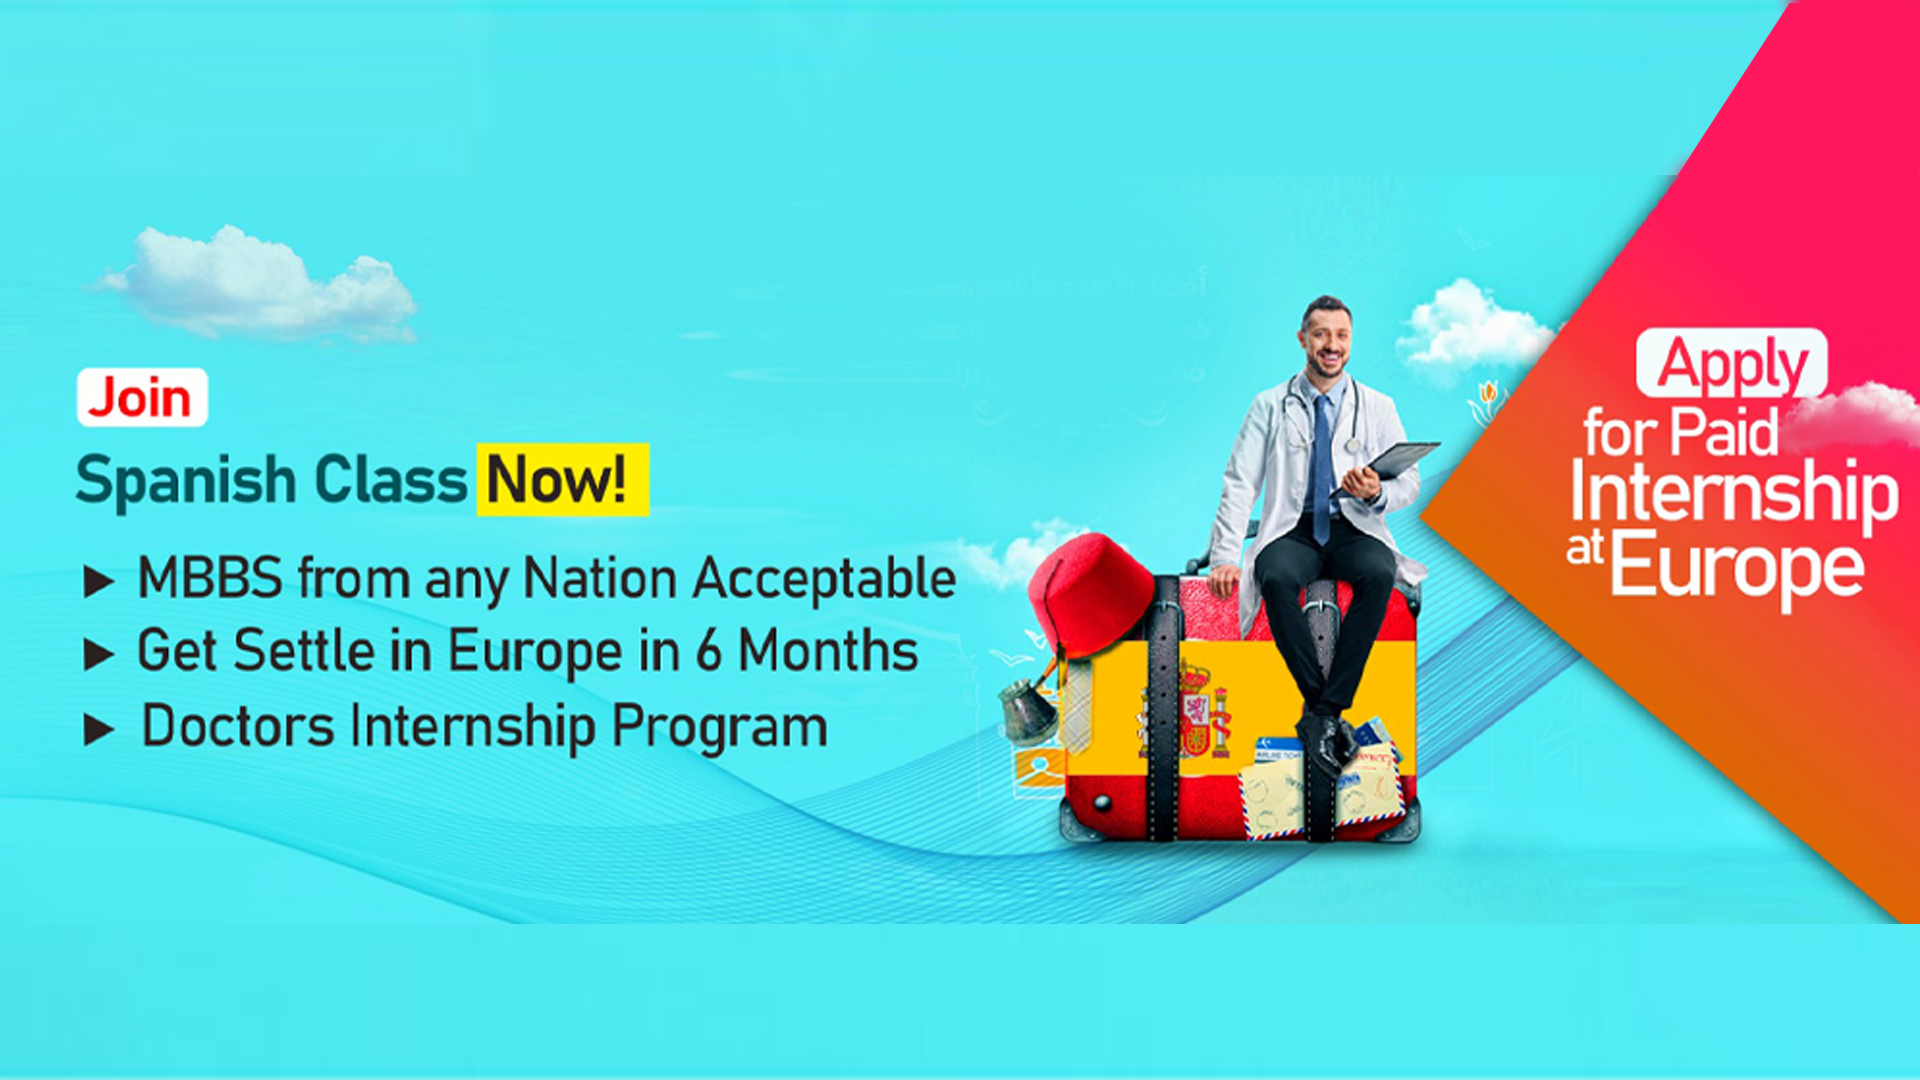 Join
Spanish Class Now!
MBBS from any Nation Acceptable
Get Settle in Europe in 6 Months
Doctors Internship Program
Apply
for Paid
Internship
at Europe